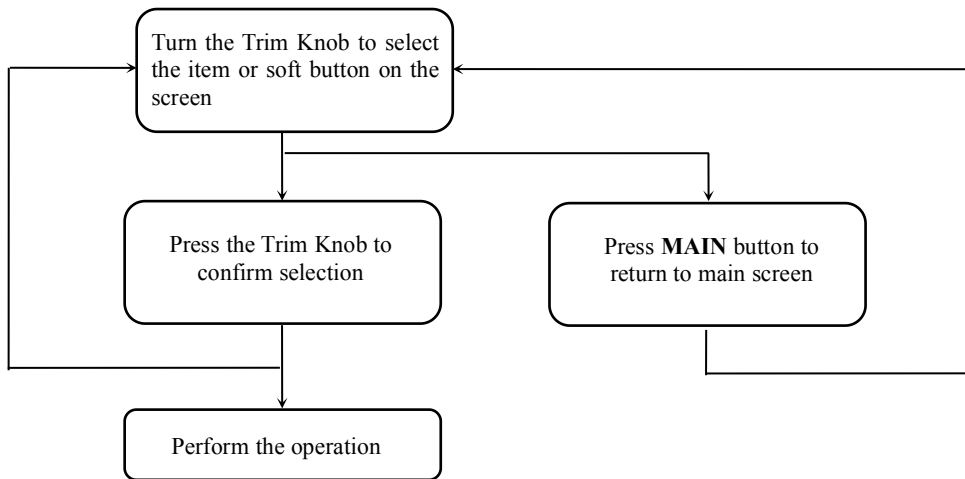 Turn the Trim Knob to select
the item or soft button on the
screen
Press the Trim Knob to
confirm selection
Press MAIN button to
return to main screen
Perform the operation